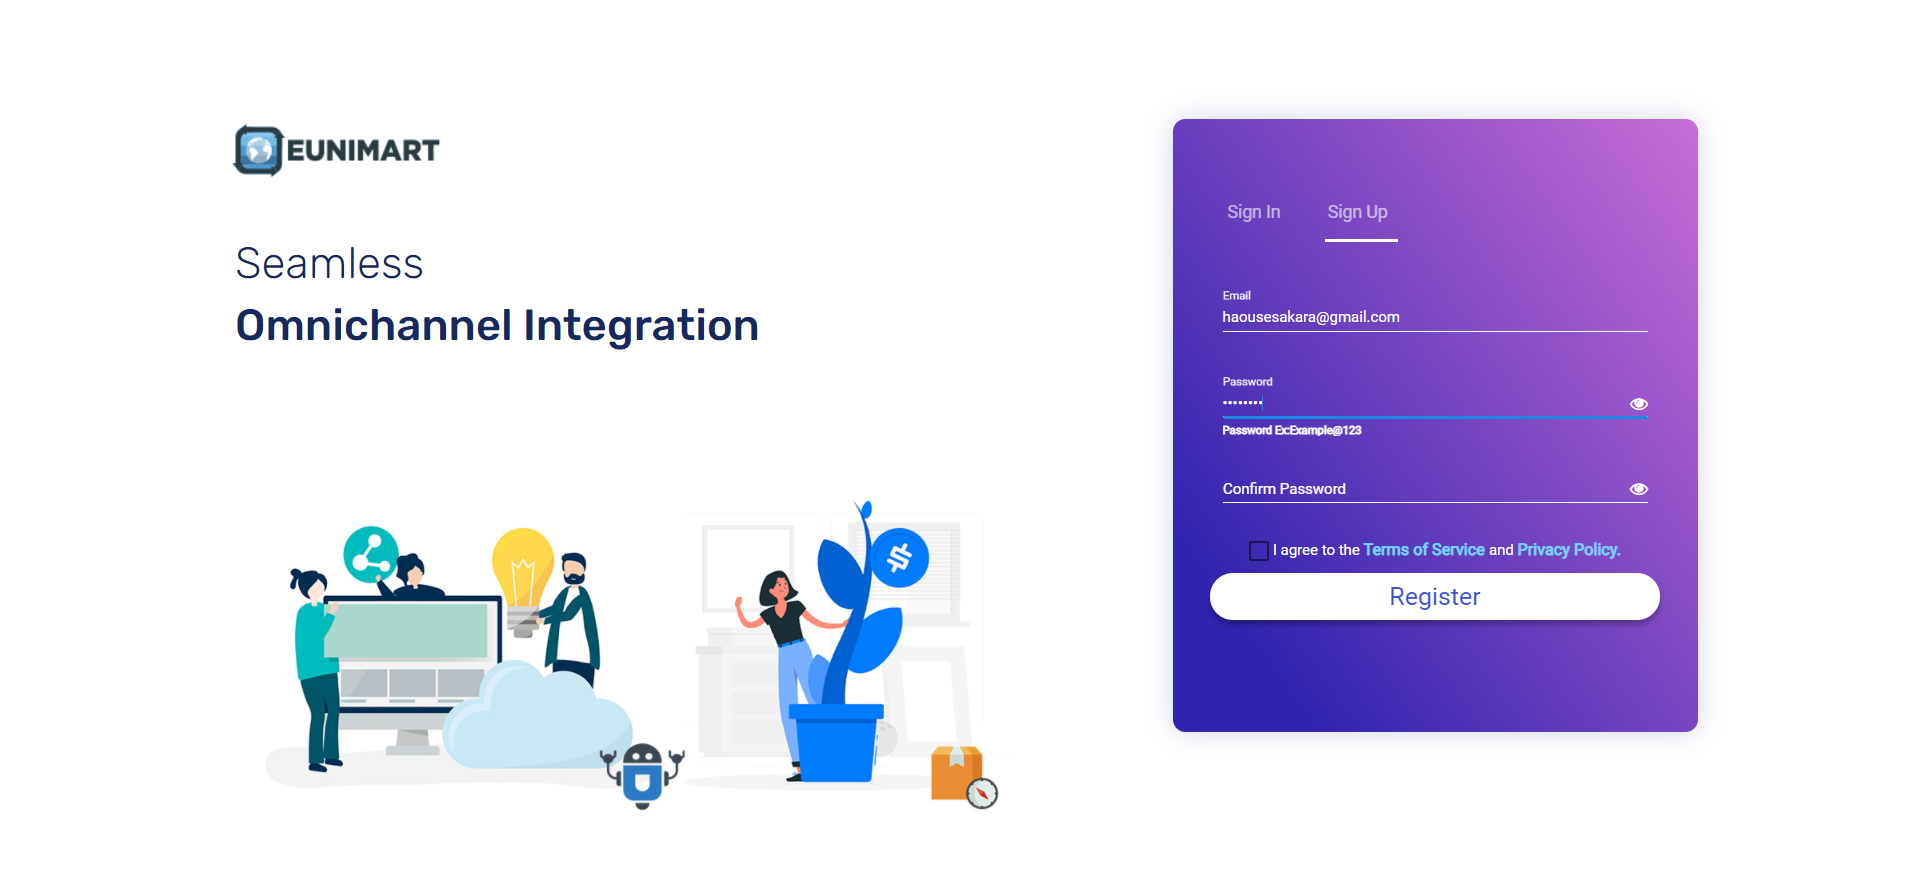 EUNIMART
Seamless
Omnichannel Integration
Sign In
Sign Up
Email
haousesakara@gmail.com
Password
••••••••
Password Ex:Example@123
Confirm Password
I agree to the Terms of Service and Privacy Policy.
Register